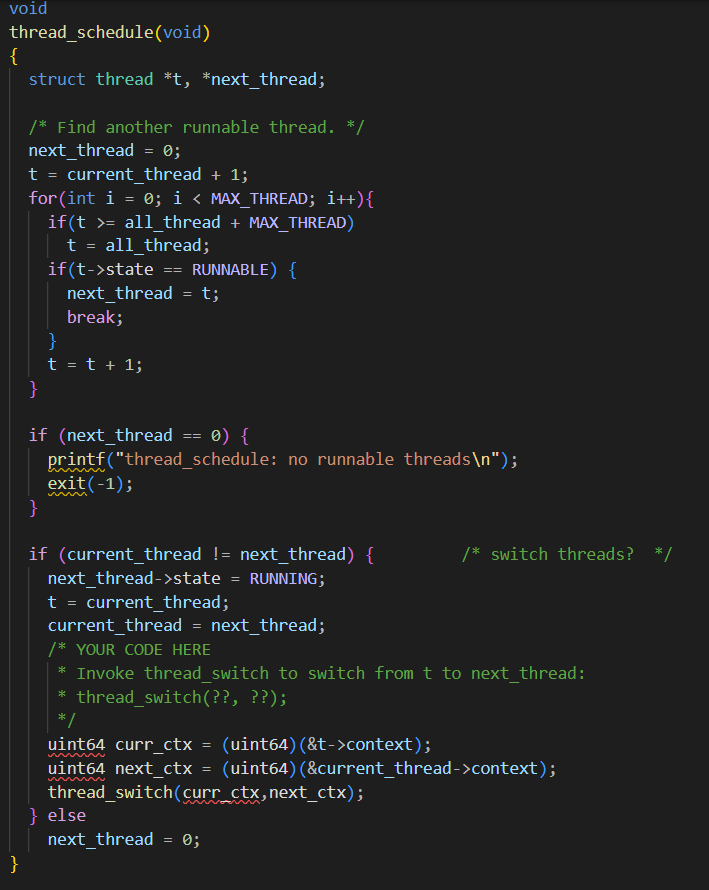 void
thread_schedule(void)
{
  struct thread *t, *next_thread;

  /* Find another runnable thread. */
  next_thread = 0;
  t = current_thread + 1;
  for(int i = 0; i < MAX_THREAD; i++){
    if(t >= all_thread + MAX_THREAD)
      t = all_thread;
    if(t->state == RUNNABLE) {
      next_thread = t;
      break;
    }
    t = t + 1;
  }

  if (next_thread == 0) {
    printf("thread_schedule: no runnable threads\n");
    exit(-1);
  }

  if (current_thread != next_thread) {         /* switch threads?  */
    next_thread->state = RUNNING;
    t = current_thread;
    current_thread = next_thread;
    /* YOUR CODE HERE
     * Invoke thread_switch to switch from t to next_thread:
     * thread_switch(??, ??);
     */
    uint64 curr_ctx = (uint64)(&t->context);
    uint64 next_ctx = (uint64)(&current_thread->context);
    thread_switch(curr_ctx,next_ctx);
  } else
    next_thread = 0;
}